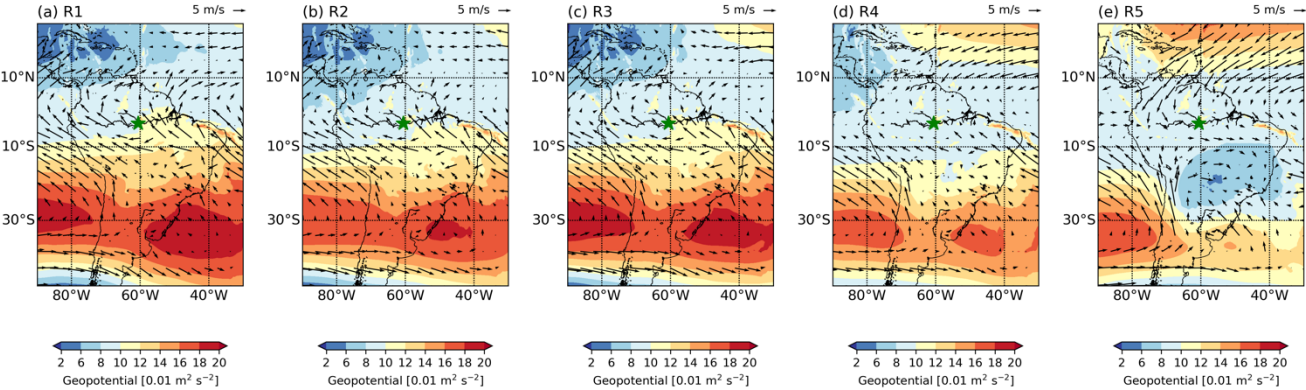 (a) R1 5 m/s (b) R2 5 m/s (c) R3 5 m/s (d) R4 5 m/s (e) R5 5 m/s
10°N 10°N 10°N 10°N 10°N
10°S 10°S 10°S 10°S 10°S
30°S 30°S 30°S 30°S 30°S
80°W 60°W 40°W 80°W 60°W 40°W 80°W 60°W 40°W 80°W 60°W 40°W 80°W 60°W 40°W
2 4 6 8 10 12 14 16 18 20 2 4 6 8 10 12 14 16 18 20 2 4 6 8 10 12 14 16 18 20 2 4 6 8 10 12 14 16 18 20 2 4 6 8 10 12 14 16 18 20
Geopotential [0.01 m² s⁻²] Geopotential [0.01 m² s⁻²] Geopotential [0.01 m² s⁻²] Geopotential [0.01 m² s⁻²] Geopotential [0.01 m² s⁻²]